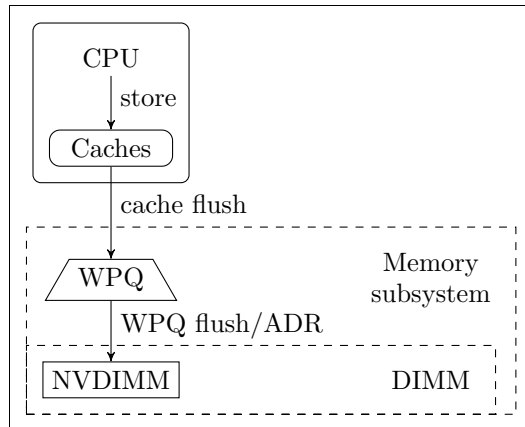 CPU
store
Caches
cache flush
WPQ
Memory
subsystem
WPQ flush/ADR
NVDIMM
DIMM